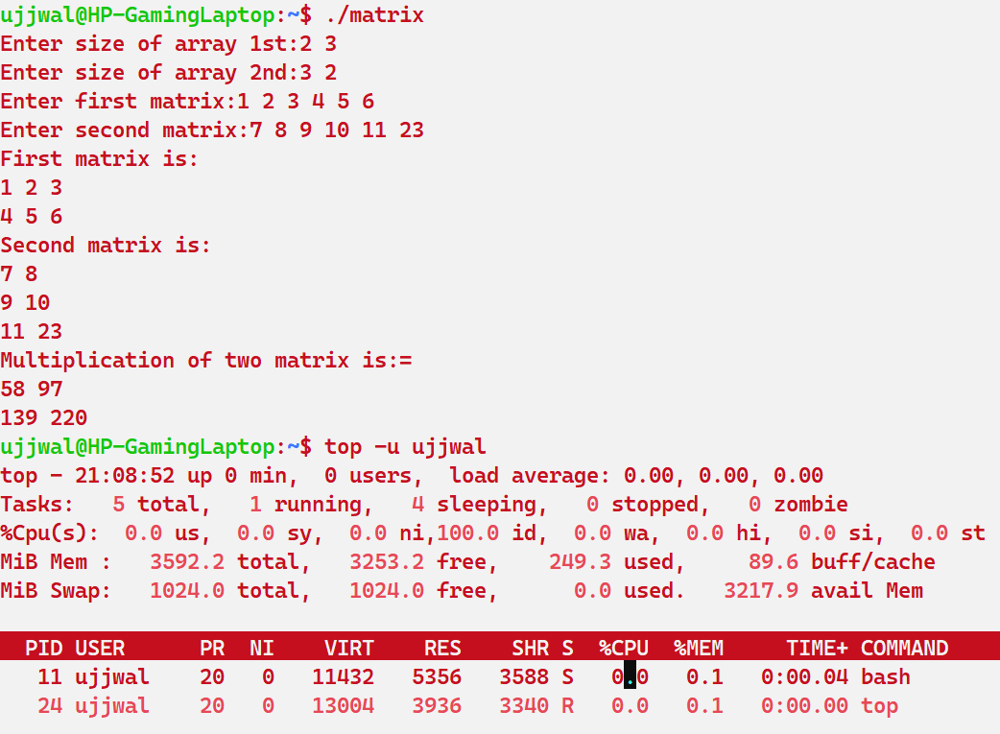 ujjwal@HP-GamingLaptop:~$ ./matrix
Enter size of array 1st:2 3
Enter size of array 2nd:3 2
Enter first matrix:1 2 3 4 5 6
Enter second matrix:7 8 9 10 11 23
First matrix is:
1 2 3
4 5 6
Second matrix is:
7 8
9 10
11 23
Multiplication of two matrix is:=
58 97
139 220
ujjwal@HP-GamingLaptop:~$ top -u ujjwal
top - 21:08:52 up 0 min,  0 users,  load average: 0.00, 0.00, 0.00
Tasks:   5 total,   1 running,   4 sleeping,   0 stopped,   0 zombie
%Cpu(s):  0.0 us,  0.0 sy,  0.0 ni,100.0 id,  0.0 wa,  0.0 hi,  0.0 si,  0.0 st
MiB Mem :   3592.2 total,   3253.2 free,    249.3 used,     89.6 buff/cache
MiB Swap:   1024.0 total,   1024.0 free,      0.0 used.   3217.9 avail Mem
PID USER      PR  NI    VIRT    RES    SHR S  %CPU  %MEM     TIME+ COMMAND
11 ujjwal    20   0   11432   5356   3588 S   0.0   0.1   0:00.04 bash
24 ujjwal    20   0   13004   3936   3340 R   0.0   0.1   0:00.00 top